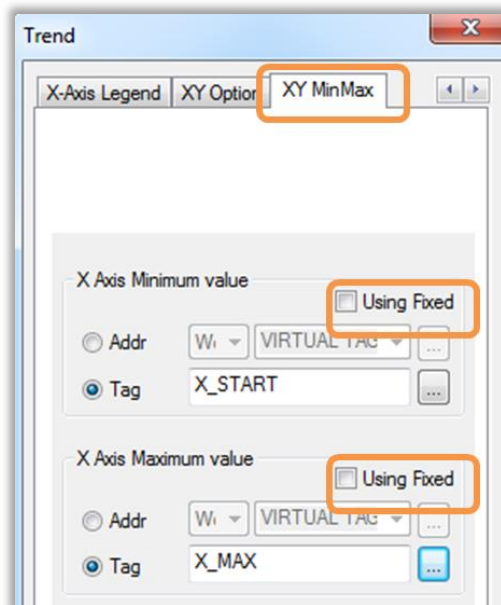 Trend
X-Axis Legend XY Option XY MinMax
X Axis Minimum value
Using Fixed
Addr VIRTUAL TAG ...
Tag X_START ...
X Axis Maximum value
Using Fixed
Addr VIRTUAL TAG ...
Tag X_MAX ...